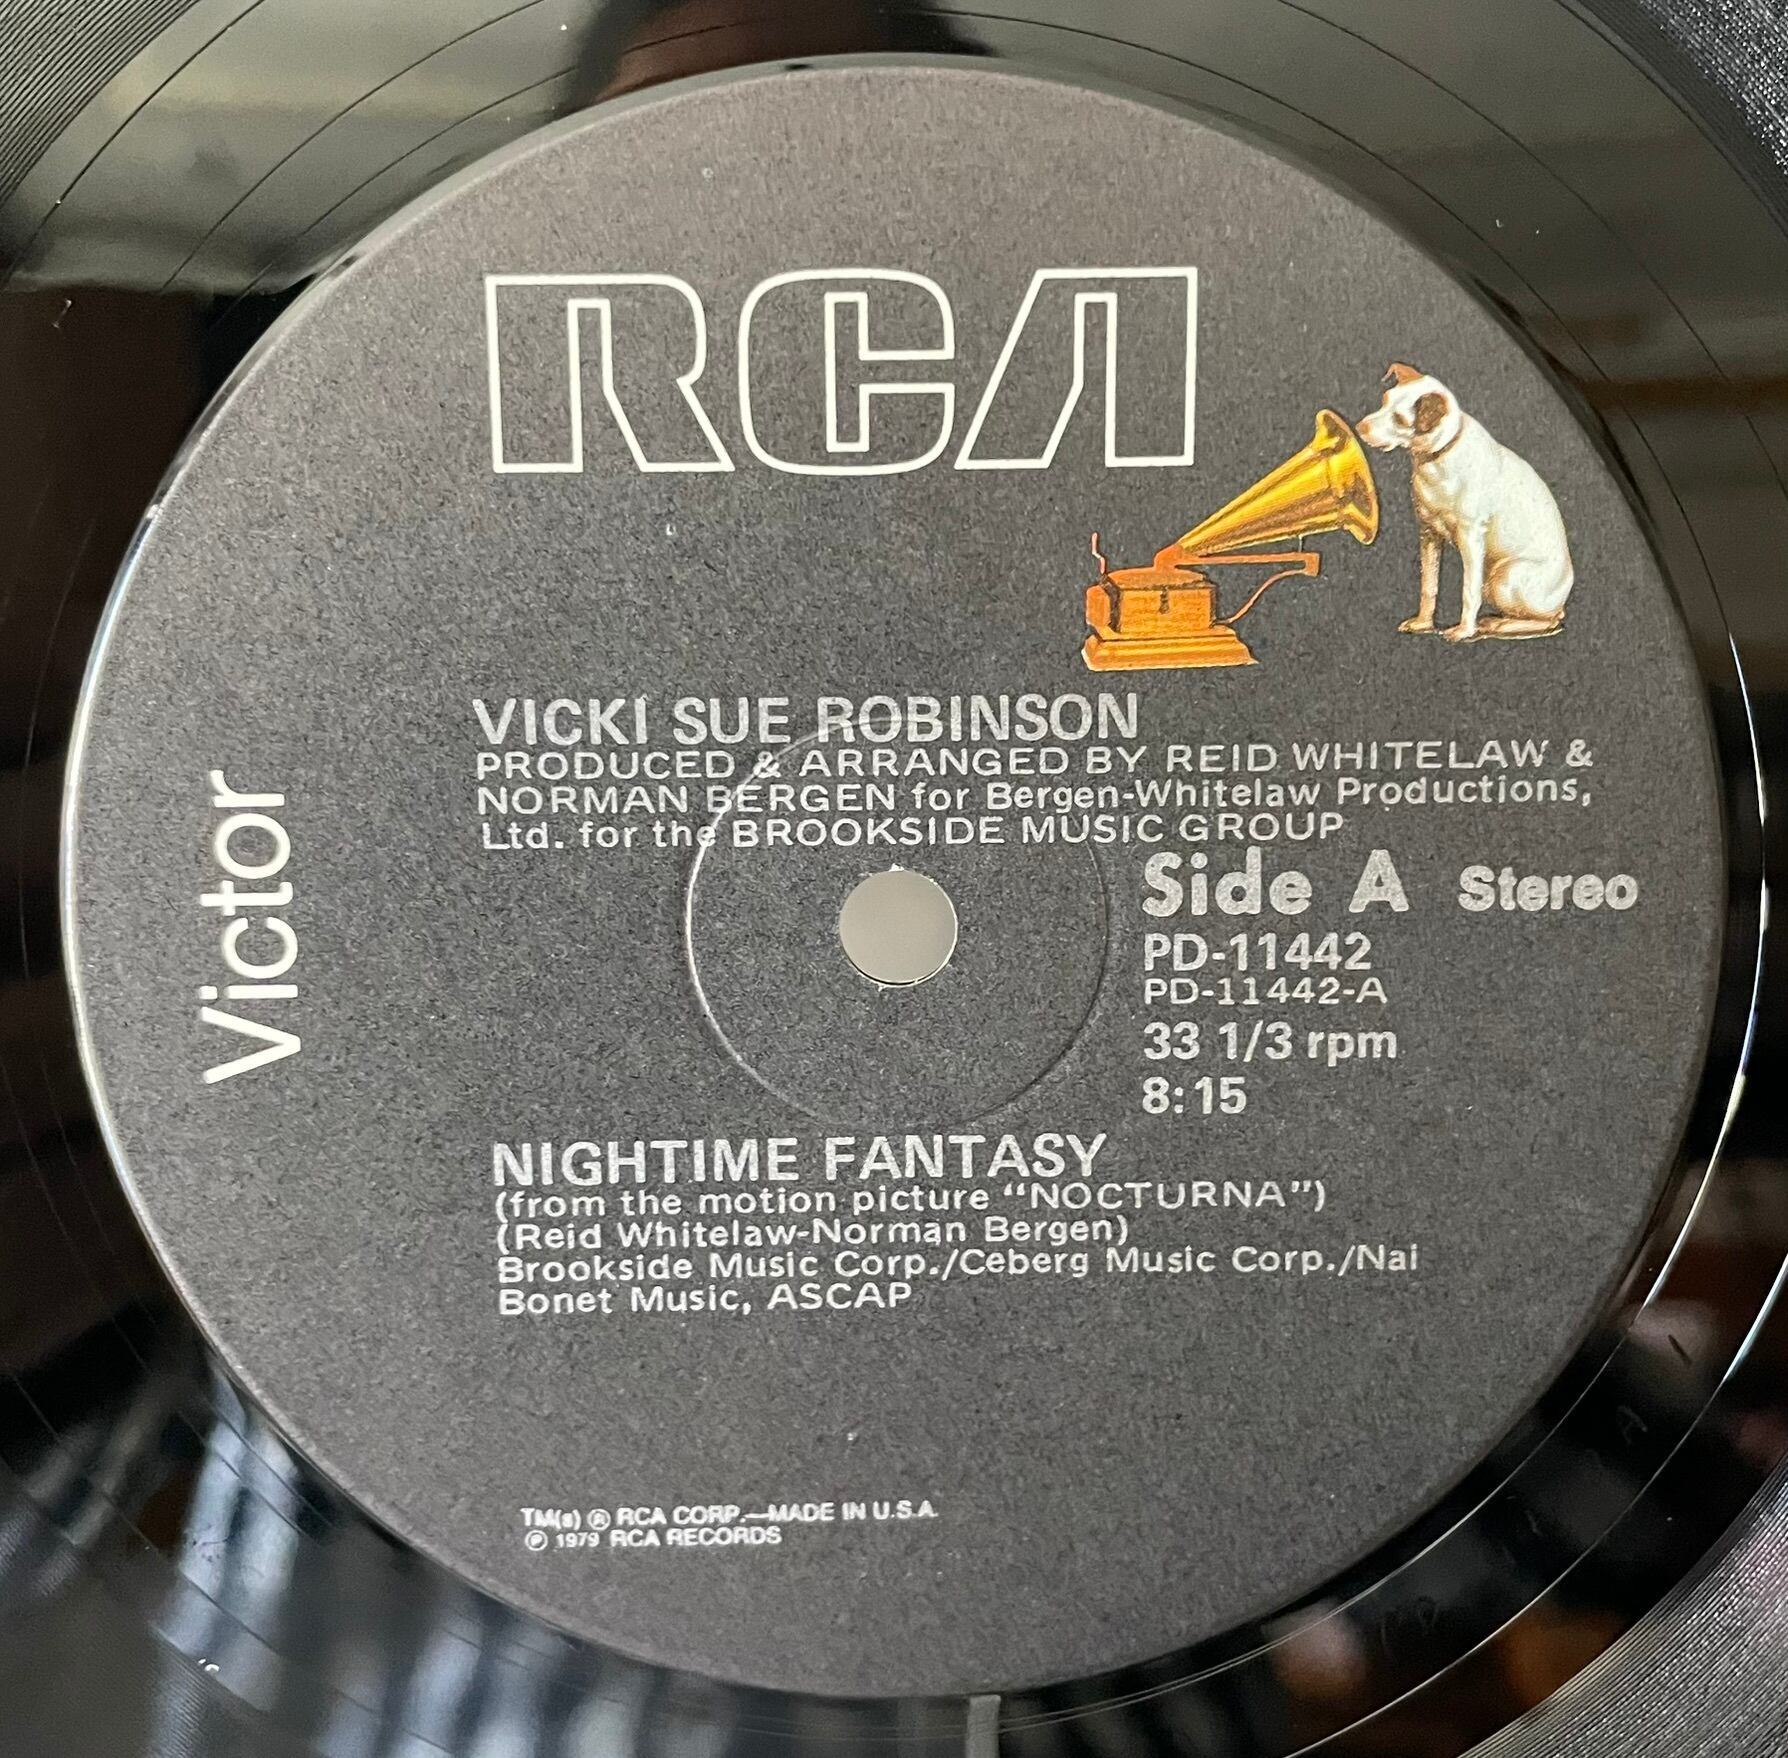 RCA
Victor
VICKI SUE ROBINSON
PRODUCED & ARRANGED BY REID WHITELAW &
NORMAN BERGEN for Bergen-Whitelaw Productions,
Ltd. for the BROOKSIDE MUSIC GROUP
Side A Stereo
PD-11442
PD-11442-A
33 1/3 rpm
8:15
NIGHTIME FANTASY
(from the motion picture "NOCTURNA")
(Reid Whitelaw-Norman Bergen)
Brookside Music Corp./Ceberg Music Corp./Nai
Bonet Music, ASCAP
TM(s) ® RCA CORP.—MADE IN U.S.A.
℗ 1979 RCA RECORDS